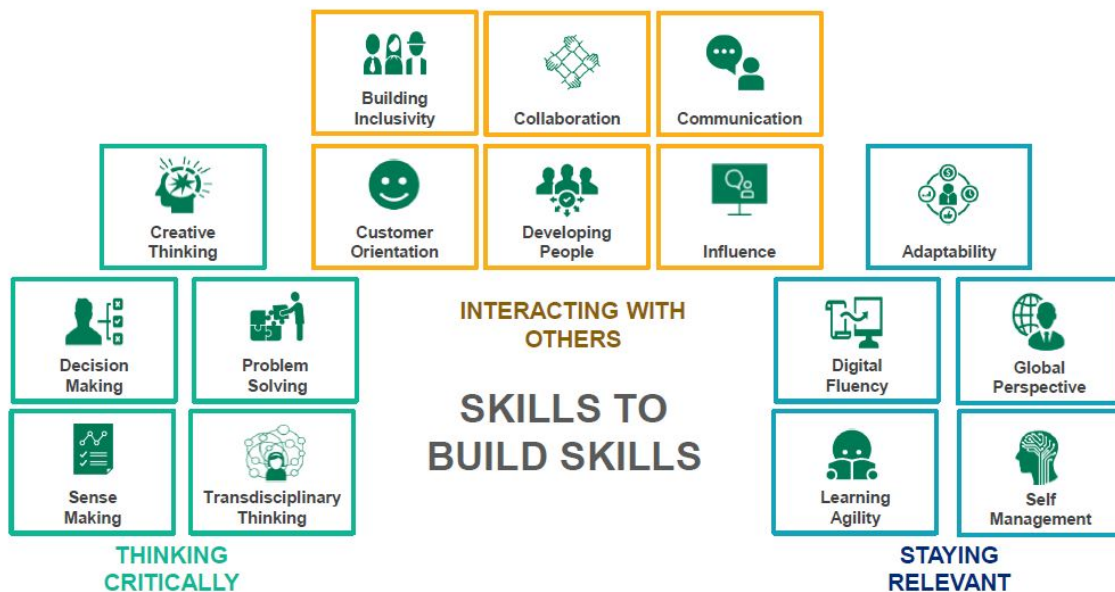 Building
Inclusivity
Collaboration
Communication
Creative
Thinking
Customer
Orientation
Developing
People
Influence
Adaptability
Decision
Making
Problem
Solving
INTERACTING WITH
OTHERS
Digital
Fluency
Global
Perspective
SKILLS TO
BUILD SKILLS
Sense
Making
Transdisciplinary
Thinking
Learning
Agility
Self
Management
THINKING
CRITICALLY
STAYING
RELEVANT